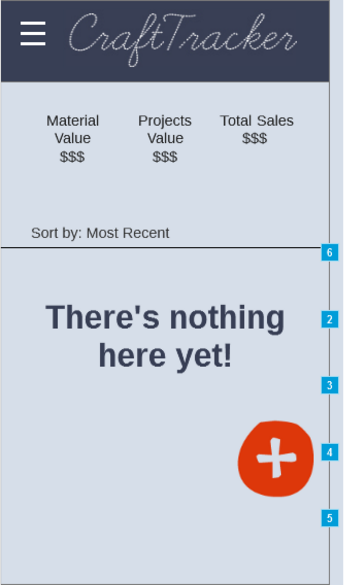 CraftTracker
Material Value $$$
Projects Value $$$
Total Sales $$$
Sort by: Most Recent
6
There's nothing
here yet!
2
3
4
5